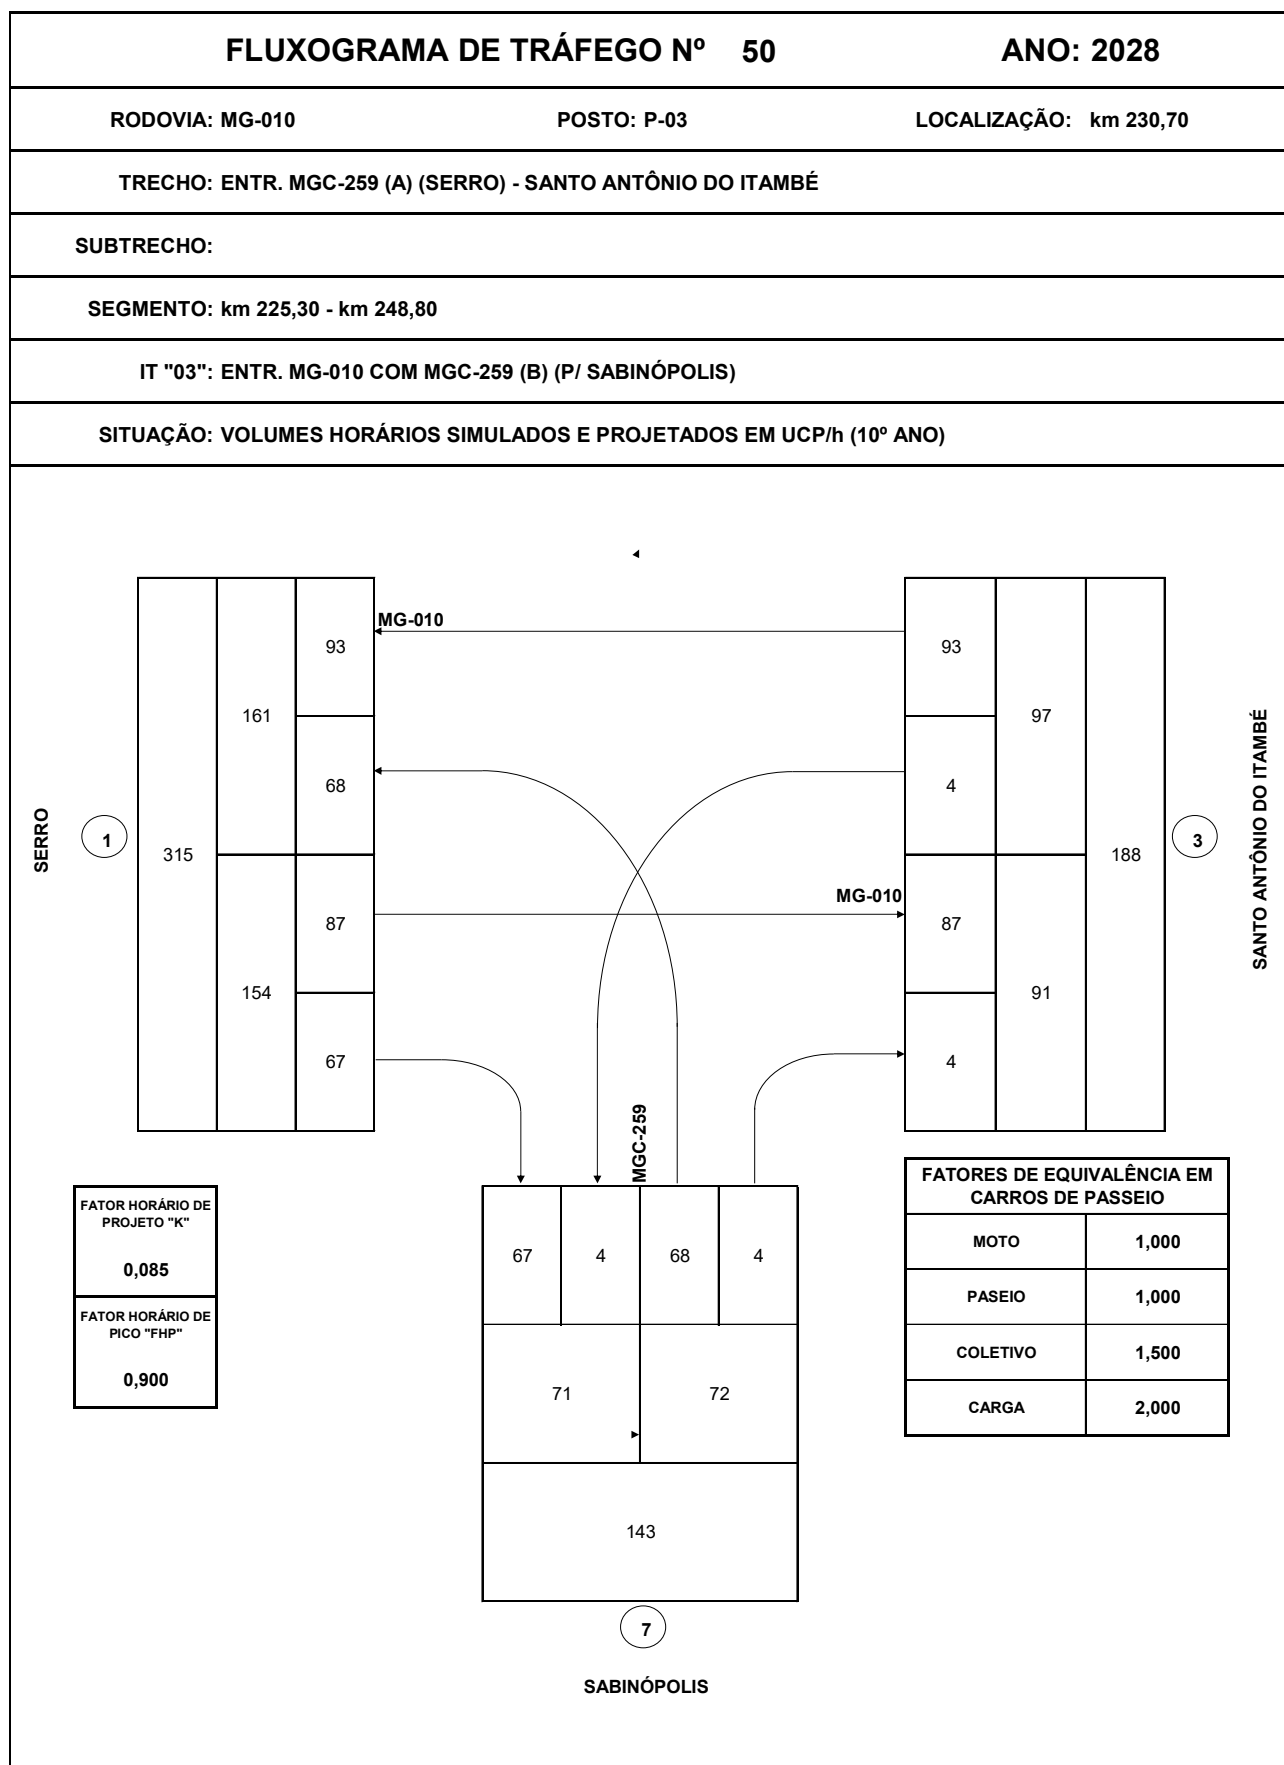 FLUXOGRAMA DE TRÁFEGO Nº 50 ANO: 2028
RODOVIA: MG-010 POSTO: P-03 LOCALIZAÇÃO: km 230,70
TRECHO: ENTR. MGC-259 (A) (SERRO) - SANTO ANTÔNIO DO ITAMBÉ
SUBTRECHO:
SEGMENTO: km 225,30 - km 248,80
IT "03": ENTR. MG-010 COM MGC-259 (B) (P/ SABINÓPOLIS)
SITUAÇÃO: VOLUMES HORÁRIOS SIMULADOS E PROJETADOS EM UCP/h (10º ANO)
SERRO
1
315
161
154
93
68
87
67
MG-010
MG-010
93
4
87
4
97
91
188
3
SANTO ANTÔNIO DO ITAMBÉ
MGC-259
67 4 68 4
71 72
143
7
SABINÓPOLIS
FATOR HORÁRIO DE
PROJETO "K"
0,085
FATOR HORÁRIO DE
PICO "FHP"
0,900
FATORES DE EQUIVALÊNCIA EM
CARROS DE PASSEIO
MOTO 1,000
PASEIO 1,000
COLETIVO 1,500
CARGA 2,000